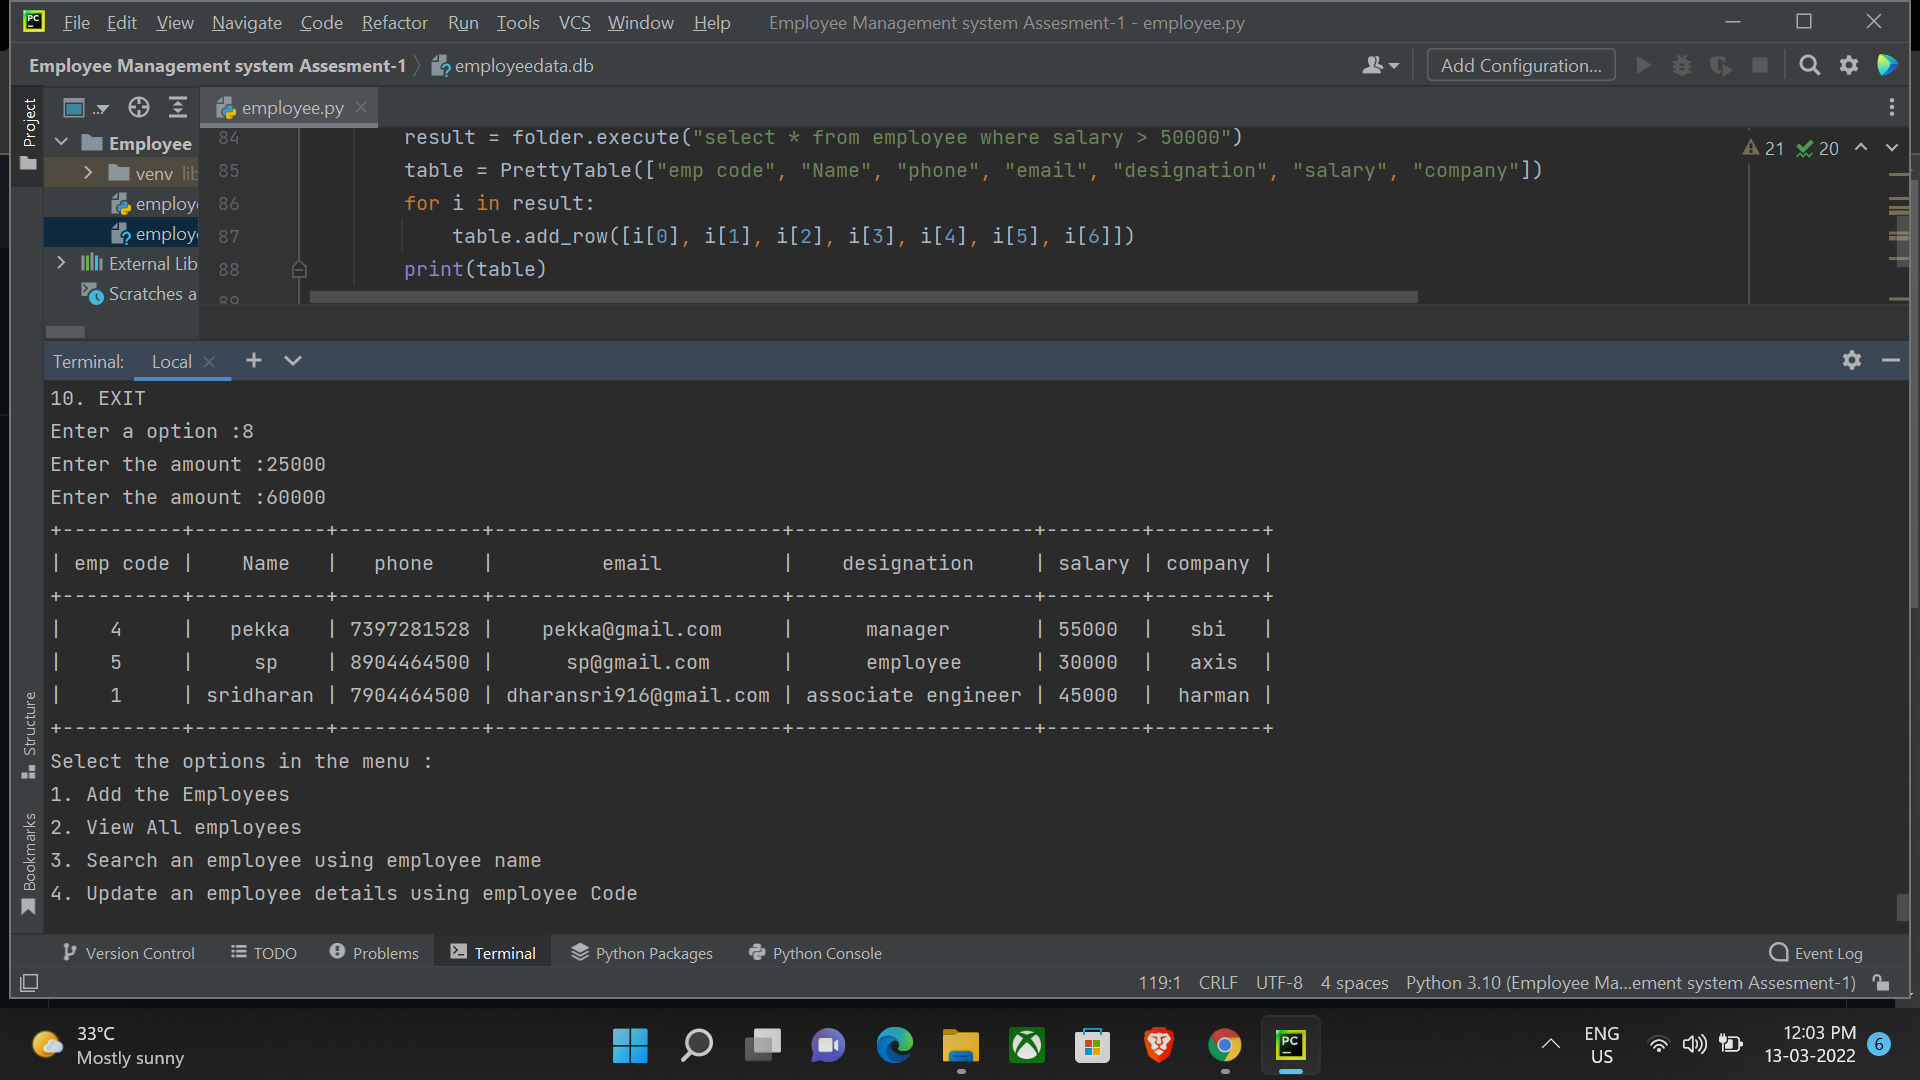 PC File Edit View Navigate Code Refactor Run Tools VCS Window Help Employee Management system Assesment-1 - employee.py
Employee Management system Assesment-1 employeedata.db Add Configuration...
Project .. employee.py
Employee
venv lib
employe
employe
External Lib
Scratches a
84 result = folder.execute("select * from employee where salary > 50000")
85 table = PrettyTable(["emp code", "Name", "phone", "email", "designation", "salary", "company"])
86 for i in result:
87 table.add_row([i[0], i[1], i[2], i[3], i[4], i[5], i[6]])
88 print(table)
89
21 20
Terminal: Local
10. EXIT
Enter a option :8
Enter the amount :25000
Enter the amount :60000
+----------+-----------+------------+------------------------+--------------------+--------+---------+
| emp code | Name | phone | email | designation | salary | company |
+----------+-----------+------------+------------------------+--------------------+--------+---------+
| 4 | pekka | 7397281528 | pekka@gmail.com | manager | 55000 | sbi |
| 5 | sp | 8904464500 | sp@gmail.com | employee | 30000 | axis |
| 1 | sridharan | 7904464500 | dharansri916@gmail.com | associate engineer | 45000 | harman |
+----------+-----------+------------+------------------------+--------------------+--------+---------+
Select the options in the menu :
1. Add the Employees
2. View All employees
3. Search an employee using employee name
4. Update an employee details using employee Code
Structure
Bookmarks
Version Control TODO Problems Terminal Python Packages Python Console Event Log
119:1 CRLF UTF-8 4 spaces Python 3.10 (Employee Ma...ement system Assesment-1)
33°C
Mostly sunny
PC
ENG
US
12:03 PM
13-03-2022
6